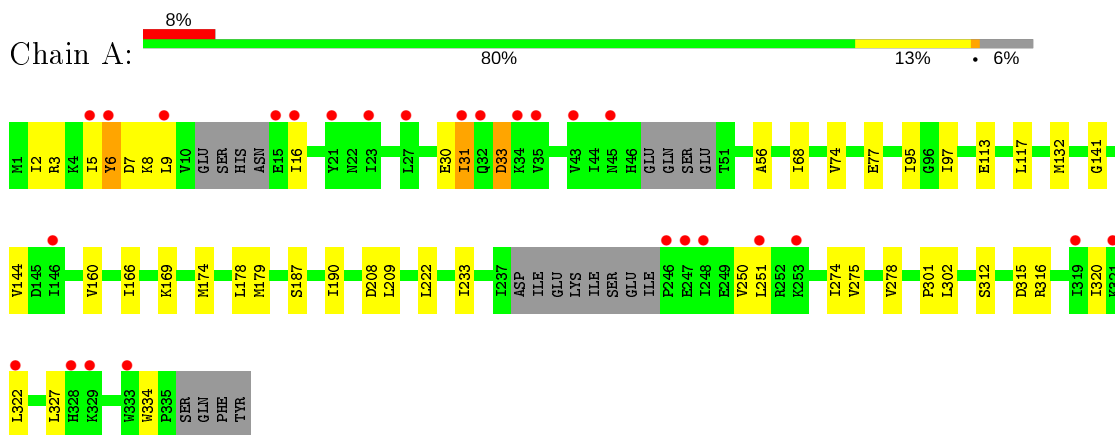 8%
Chain A:
80% 13% • 6%
M1 I2 R3 K4 I5 Y6 D7 K8 L9 V10 GLU SER HIS ASN E15 I16 Y21 N22 I23 L27 E30 I31 Q32 D33 K34 V35 V43 I44 N45 H46 GLU GLN SER GLU T51 A56 I68 V74 E77 I95 G96 I97 E113 L117 M132 G141
V144 D145 I146 V160 I166 K169 M174 L178 M179 S187 I190 D208 L209 L222 I233 I237 ASP ILE GLU LYS ILE SER GLU ILE P246 E247 I248 E249 V250 L251 R252 K253 I274 V275 V278 P301 L302 S312 D315 R316 I319 I320 K321
L322 L327 H328 K329 W333 W334 P335 SER GLN PHE TYR